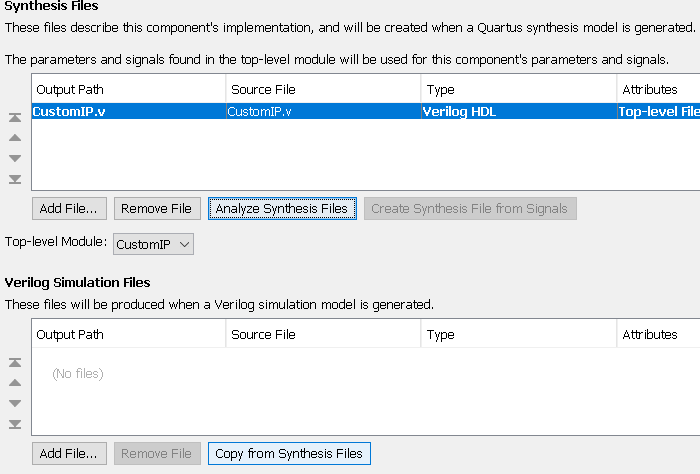 Synthesis Files
These files describe this component's implementation, and will be created when a Quartus synthesis model is generated.
The parameters and signals found in the top-level module will be used for this component's parameters and signals.
Output Path Source File Type Attributes
CustomIP.v CustomIP.v Verilog HDL Top-level File
Add File... Remove File Analyze Synthesis Files Create Synthesis File from Signals
Top-level Module: CustomIP
Verilog Simulation Files
These files will be produced when a Verilog simulation model is generated.
Output Path Source File Type Attributes
(No files)
Add File... Remove File Copy from Synthesis Files